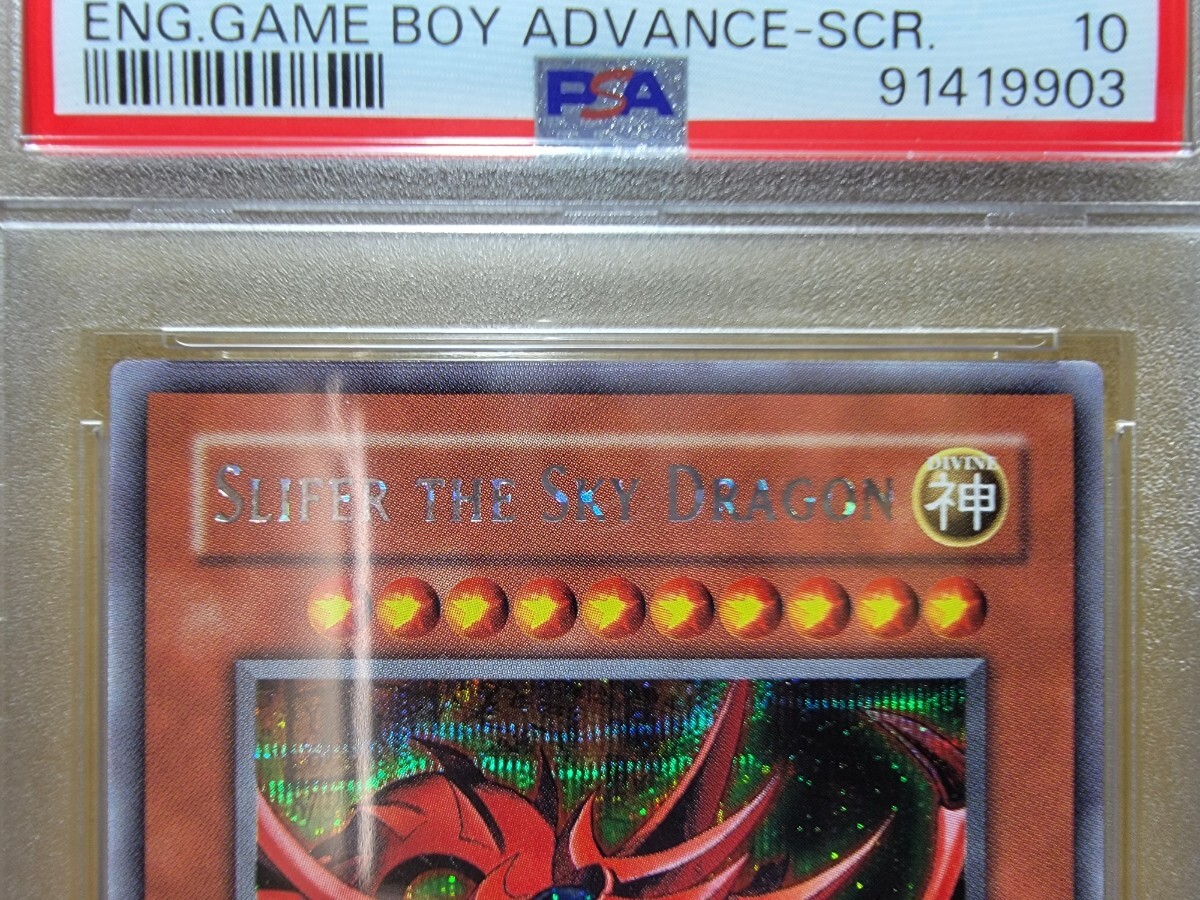 ENG.GAME BOY ADVANCE-SCR. 10
PSA 91419903
SLIFER THE SKY DRAGON
DIVINE
神